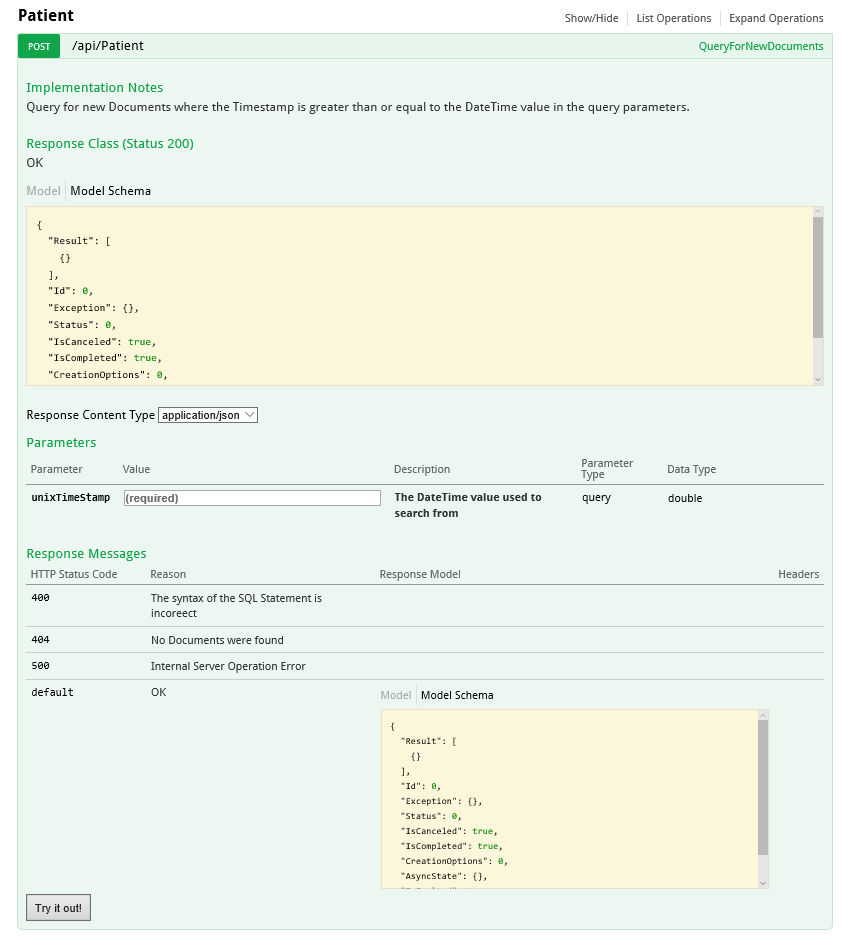 Patient
Show/Hide List Operations Expand Operations
POST /api/Patient QueryForNewDocuments
Implementation Notes
Query for new Documents where the Timestamp is greater than or equal to the DateTime value in the query parameters.
Response Class (Status 200)
OK
Model Model Schema
{
"Result": [
{}
],
"Id": 0,
"Exception": {},
"Status": 0,
"IsCanceled": true,
"IsCompleted": true,
"CreationOptions": 0,
Response Content Type application/json
Parameters
Parameter Value Description Parameter Type Data Type
unixTimeStamp (required) The DateTime value used to search from query double
Response Messages
HTTP Status Code Reason Response Model Headers
400 The syntax of the SQL Statement is
incoreect
404 No Documents were found
500 Internal Server Operation Error
default OK Model Model Schema
{
"Result": [
{}
],
"Id": 0,
"Exception": {},
"Status": 0,
"IsCanceled": true,
"IsCompleted": true,
"CreationOptions": 0,
"AsyncState": {},
Try it out!